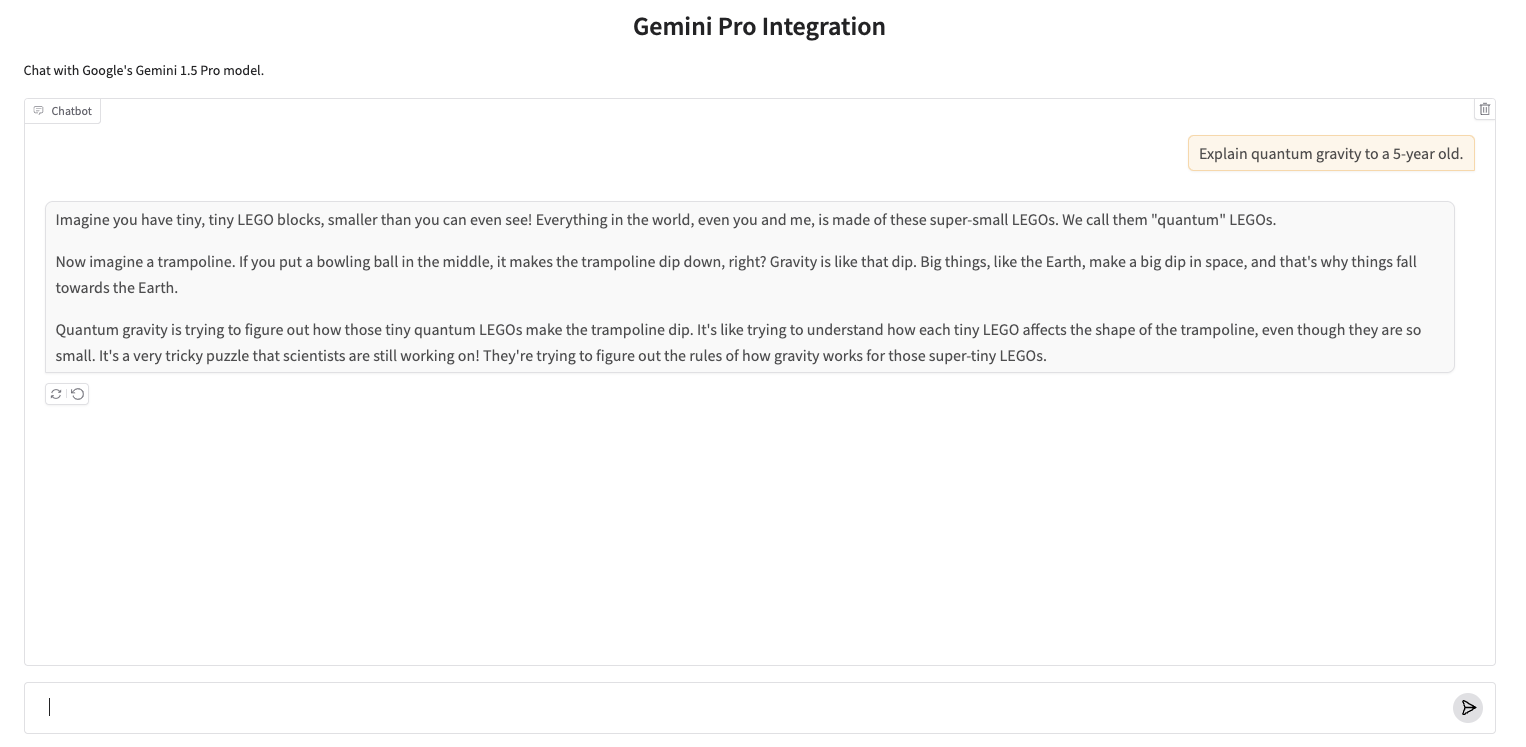 Gemini Pro Integration
Chat with Google's Gemini 1.5 Pro model.
Chatbot
Explain quantum gravity to a 5-year old.
Imagine you have tiny, tiny LEGO blocks, smaller than you can even see! Everything in the world, even you and me, is made of these super-small LEGOs. We call them "quantum" LEGOs.
Now imagine a trampoline. If you put a bowling ball in the middle, it makes the trampoline dip down, right? Gravity is like that dip. Big things, like the Earth, make a big dip in space, and that's why things fall
towards the Earth.
Quantum gravity is trying to figure out how those tiny quantum LEGOs make the trampoline dip. It's like trying to understand how each tiny LEGO affects the shape of the trampoline, even though they are so
small. It's a very tricky puzzle that scientists are still working on! They're trying to figure out the rules of how gravity works for those super-tiny LEGOs.